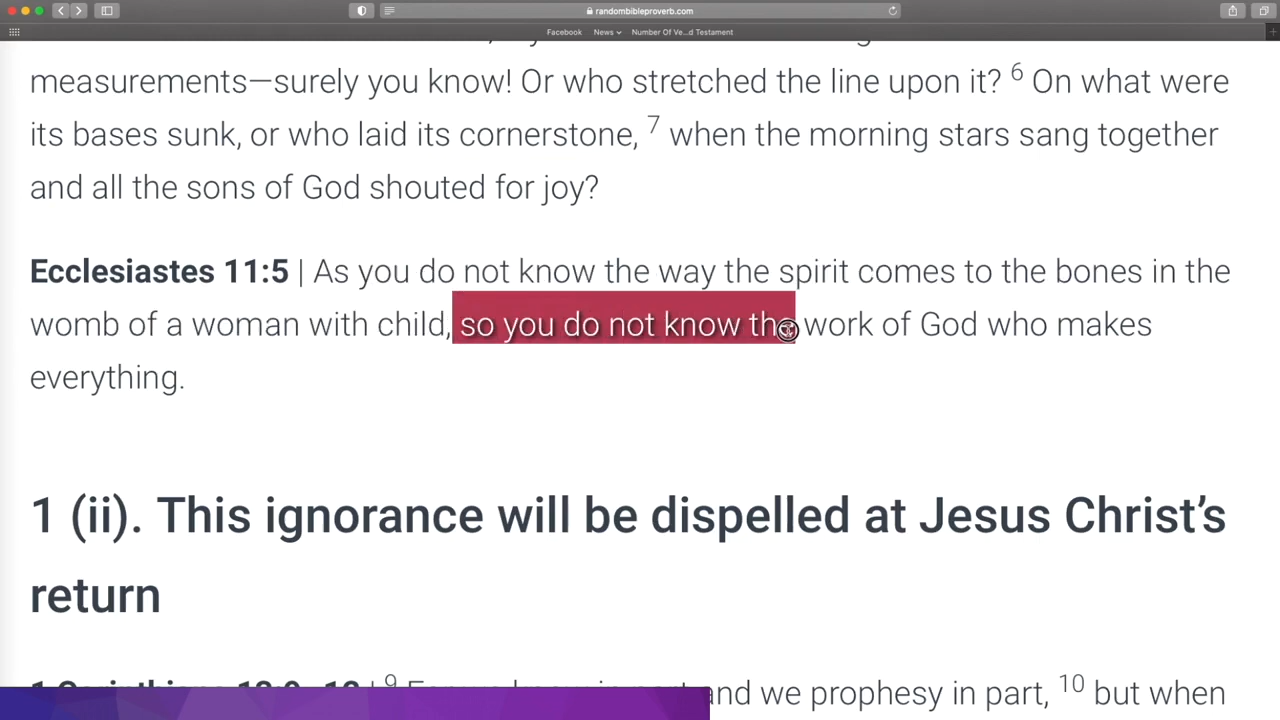 randombibleproverb.com
Facebook News Number Of Ve...d Testament
measurements—surely you know! Or who stretched the line upon it? 6 On what were
its bases sunk, or who laid its cornerstone, 7 when the morning stars sang together
and all the sons of God shouted for joy?
Ecclesiastes 11:5 | As you do not know the way the spirit comes to the bones in the
womb of a woman with child, so you do not know the work of God who makes
everything.
1 (ii). This ignorance will be dispelled at Jesus Christ’s
return
and we prophesy in part, 10 but when